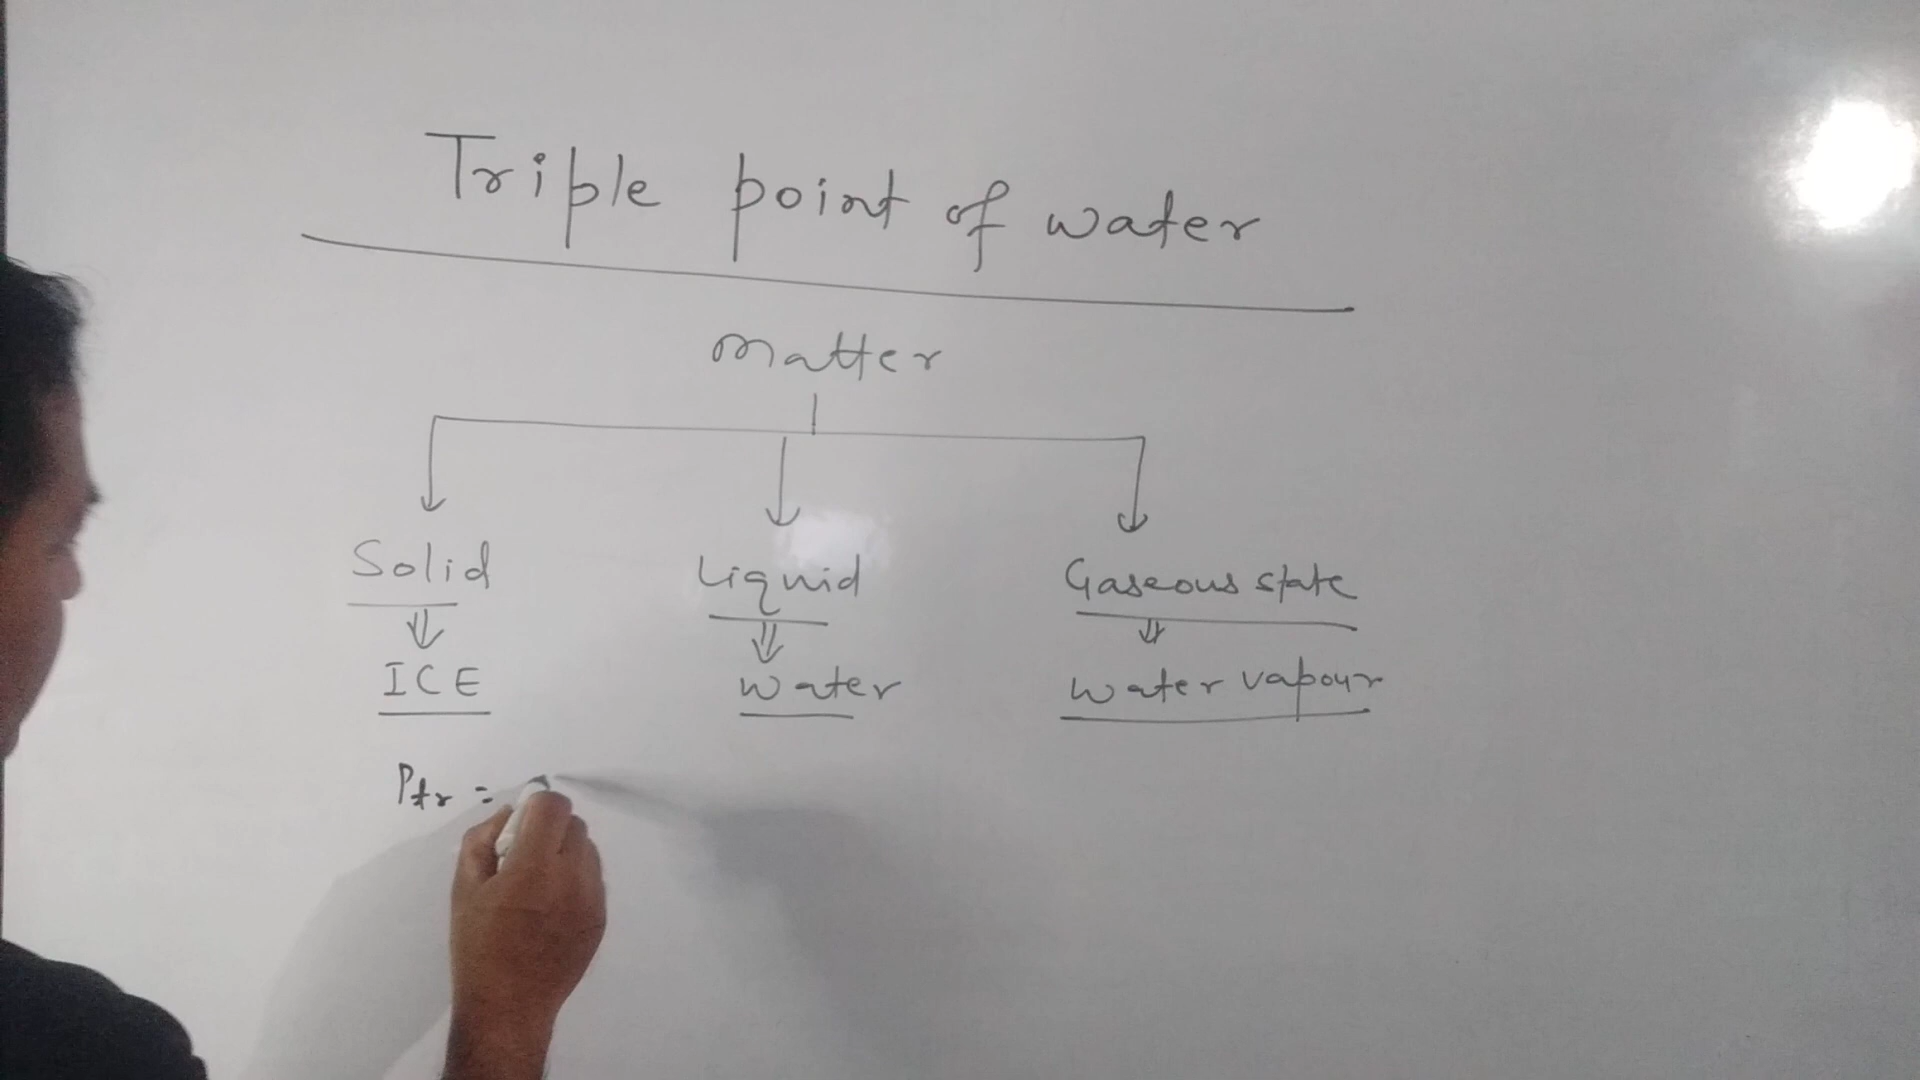 Triple point of water
matter
Solid Liquid Gaseous state
ICE water water vapour
Ptr =